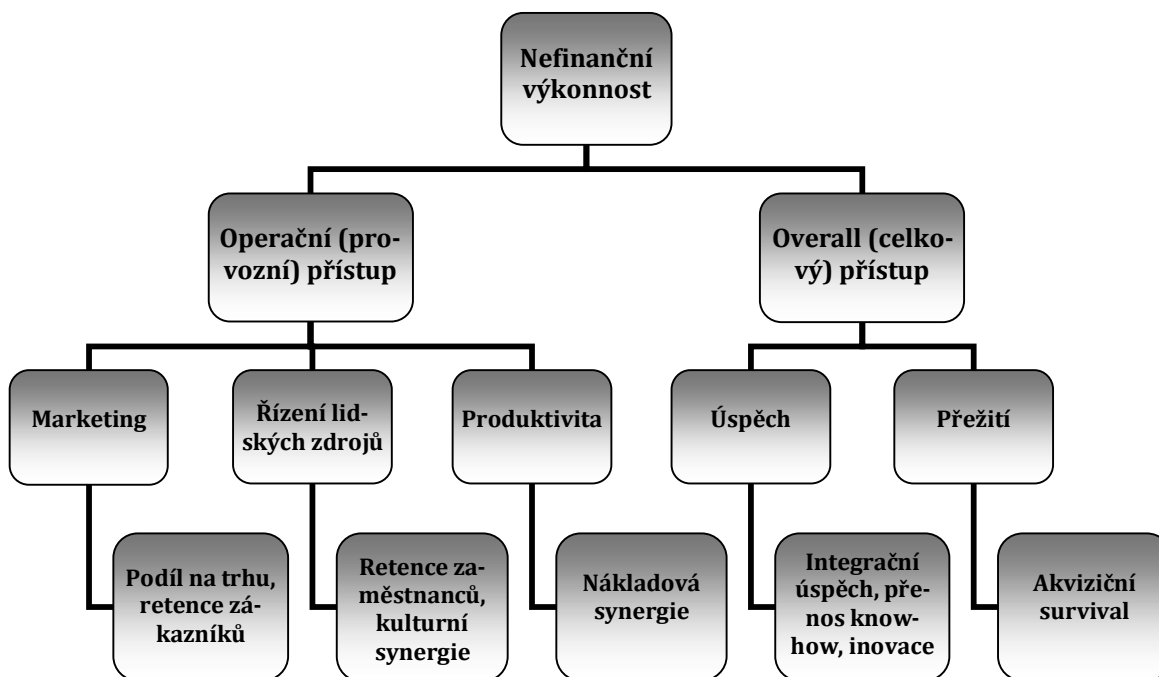 Nefinanční
výkonnost
Operační (pro-
vozní) přístup
Overall (celko-
vý) přístup
Marketing
Řízení lid-
ských zdrojů
Produktivita
Úspěch
Přežití
Podíl na trhu,
retence zá-
kazníků
Retence za-
městnanců,
kulturní
synergie
Nákladová
synergie
Integrační
úspěch, pře-
nos know-
how, inovace
Akviziční
survival